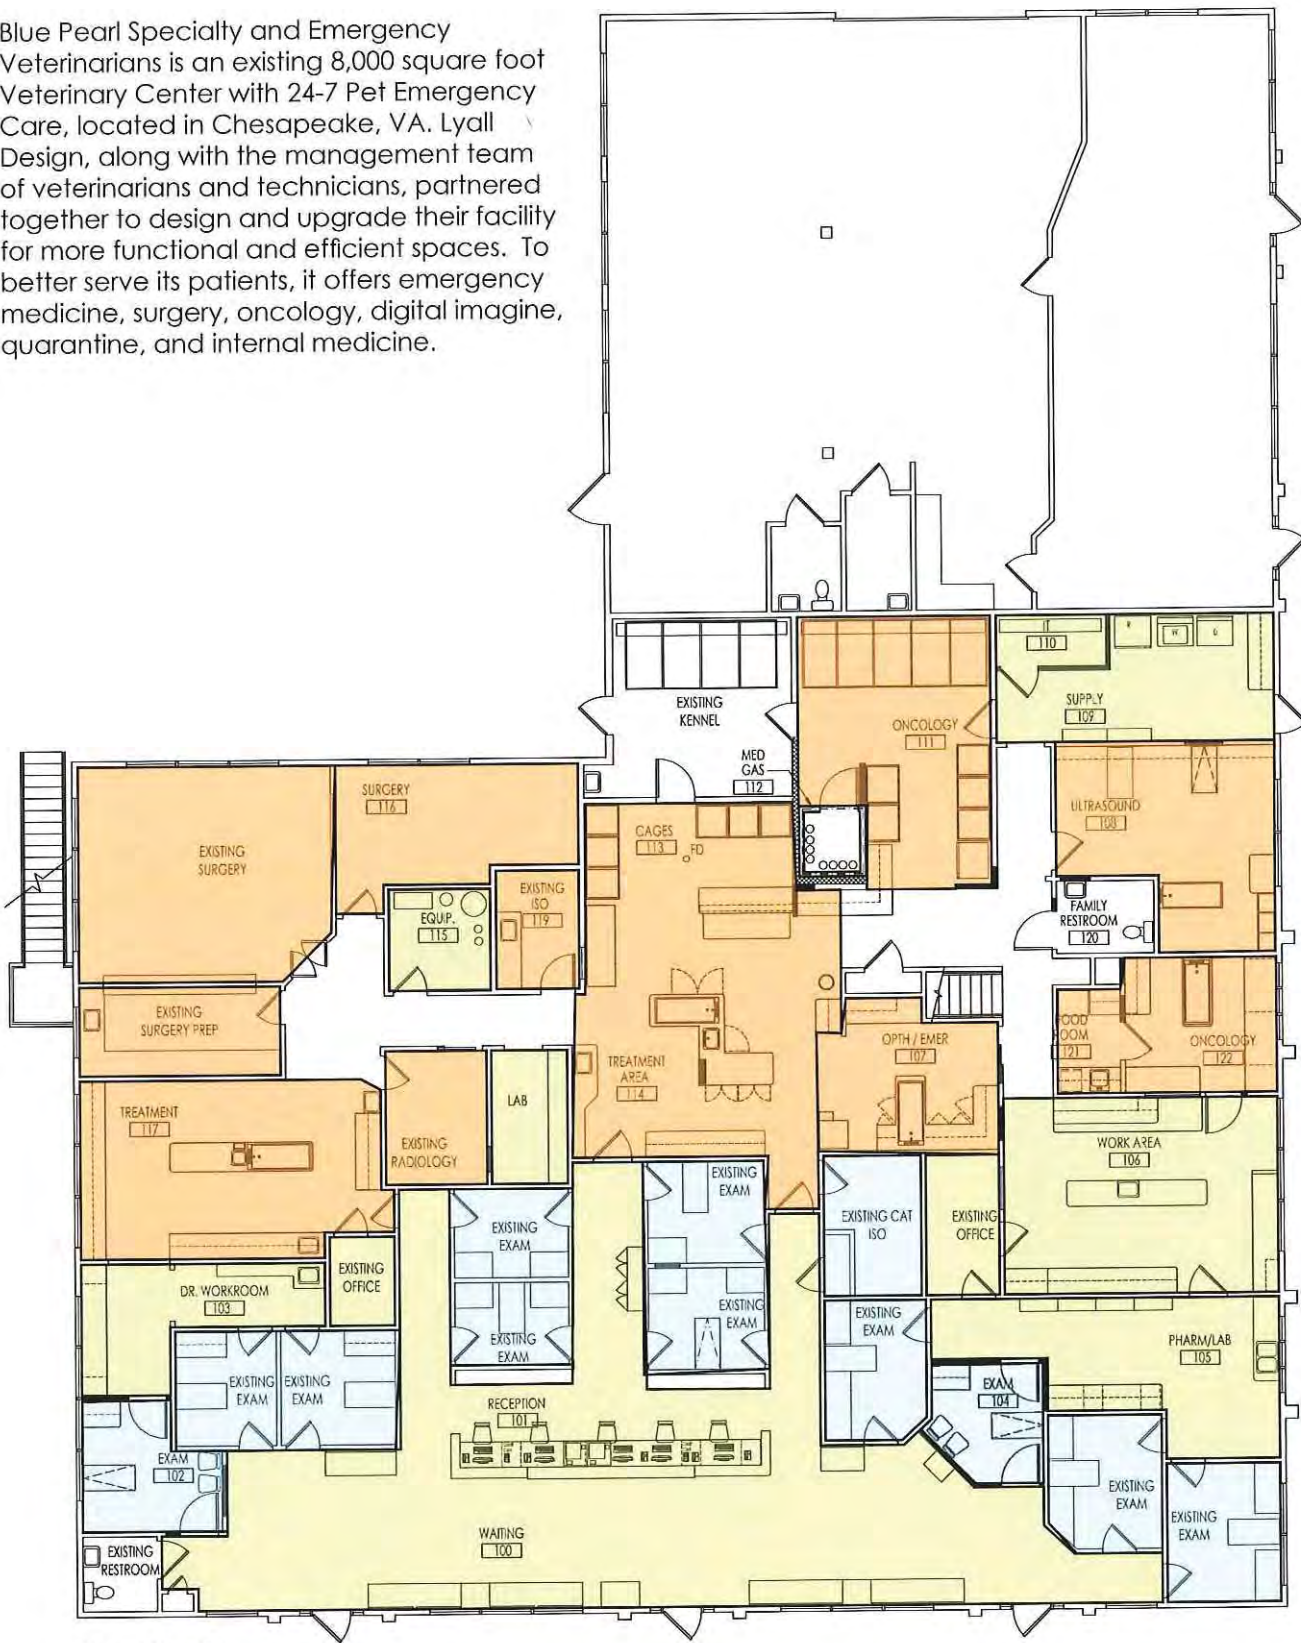 Blue Pearl Specialty and Emergency
Veterinarians is an existing 8,000 square foot
Veterinary Center with 24-7 Pet Emergency
Care, located in Chesapeake, VA. Lyall
Design, along with the management team
of veterinarians and technicians, partnered
together to design and upgrade their facility
for more functional and efficient spaces. To
better serve its patients, it offers emergency
medicine, surgery, oncology, digital imagine,
quarantine, and internal medicine.
IT
110
R
W
D
SUPPLY
109
EXISTING
KENNEL
ONCOLOGY
111
MED
GAS
112
SURGERY
116
EXISTING
SURGERY
CAGES
113
FD
ULTRASOUND
108
EXISTING
ISO
119
EQUIP.
115
FAMILY
RESTROOM
120
EXISTING
SURGERY PREP
OPTH / EMER
107
FOOD
ROOM
121
ONCOLOGY
122
TREATMENT
AREA
114
TREATMENT
117
LAB
EXISTING
RADIOLOGY
WORK AREA
106
EXISTING
EXAM
EXISTING
EXAM
EXISTING CAT
ISO
EXISTING
OFFICE
DR. WORKROOM
103
EXISTING
OFFICE
EXISTING
EXAM
EXISTING
EXAM
EXISTING
EXAM
PHARM/LAB
105
EXISTING
EXAM
EXISTING
EXAM
EXAM
104
RECEPTION
101
EXAM
102
EXISTING
EXAM
EXISTING
EXAM
WAITING
100
EXISTING
RESTROOM